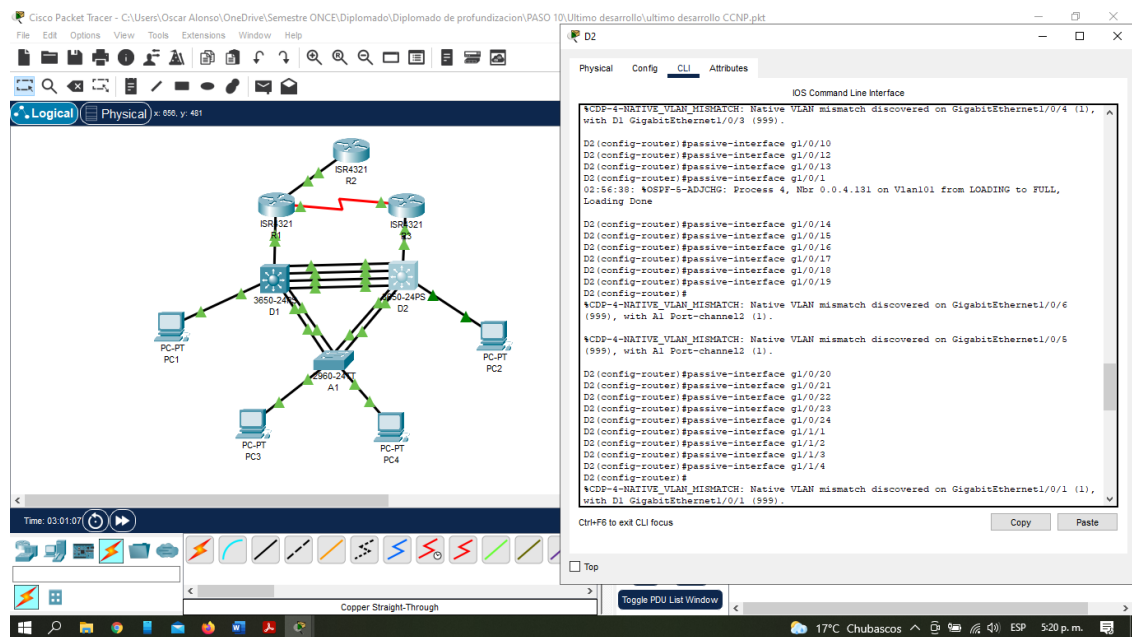 Cisco Packet Tracer - C:\Users\Oscar Alonso\OneDrive\Semestre ONCE\Diplomado\Diplomado de profundizacion\PASO 10\Ultimo desarrollo\ultimo desarrollo CCNP.pkt
File Edit Options View Tools Extensions Window Help
Logical Physical x: 656, y: 481
ISR4321
R2
ISR4321
R1
ISR4321
R3
3650-24PS
D1
3650-24PS
D2
PC-PT
PC1
PC-PT
PC2
2960-24TT
A1
PC-PT
PC3
PC-PT
PC4
Time: 03:01:07
Copper Straight-Through
D2
Physical Config CLI Attributes
IOS Command Line Interface
%CDP-4-NATIVE_VLAN_MISMATCH: Native VLAN mismatch discovered on GigabitEthernet1/0/4 (1),
with D1 GigabitEthernet1/0/3 (999).
D2(config-router)#passive-interface g1/0/10
D2(config-router)#passive-interface g1/0/12
D2(config-router)#passive-interface g1/0/13
D2(config-router)#passive-interface g1/0/1
02:56:38: %OSPF-5-ADJCHG: Process 4, Nbr 0.0.4.131 on Vlan101 from LOADING to FULL,
Loading Done
D2(config-router)#passive-interface g1/0/14
D2(config-router)#passive-interface g1/0/15
D2(config-router)#passive-interface g1/0/16
D2(config-router)#passive-interface g1/0/17
D2(config-router)#passive-interface g1/0/18
D2(config-router)#passive-interface g1/0/19
D2(config-router)#
%CDP-4-NATIVE_VLAN_MISMATCH: Native VLAN mismatch discovered on GigabitEthernet1/0/6
(999), with A1 Port-channel2 (1).
%CDP-4-NATIVE_VLAN_MISMATCH: Native VLAN mismatch discovered on GigabitEthernet1/0/5
(999), with A1 Port-channel2 (1).
D2(config-router)#passive-interface g1/0/20
D2(config-router)#passive-interface g1/0/21
D2(config-router)#passive-interface g1/0/22
D2(config-router)#passive-interface g1/0/23
D2(config-router)#passive-interface g1/0/24
D2(config-router)#passive-interface g1/1/1
D2(config-router)#passive-interface g1/1/2
D2(config-router)#passive-interface g1/1/3
D2(config-router)#passive-interface g1/1/4
D2(config-router)#
%CDP-4-NATIVE_VLAN_MISMATCH: Native VLAN mismatch discovered on GigabitEthernet1/0/1 (1),
with D1 GigabitEthernet1/0/1 (999).
Ctrl+F6 to exit CLI focus
Copy Paste
Top
Toggle PDU List Window
17°C Chubascos ESP 5:20 p. m.